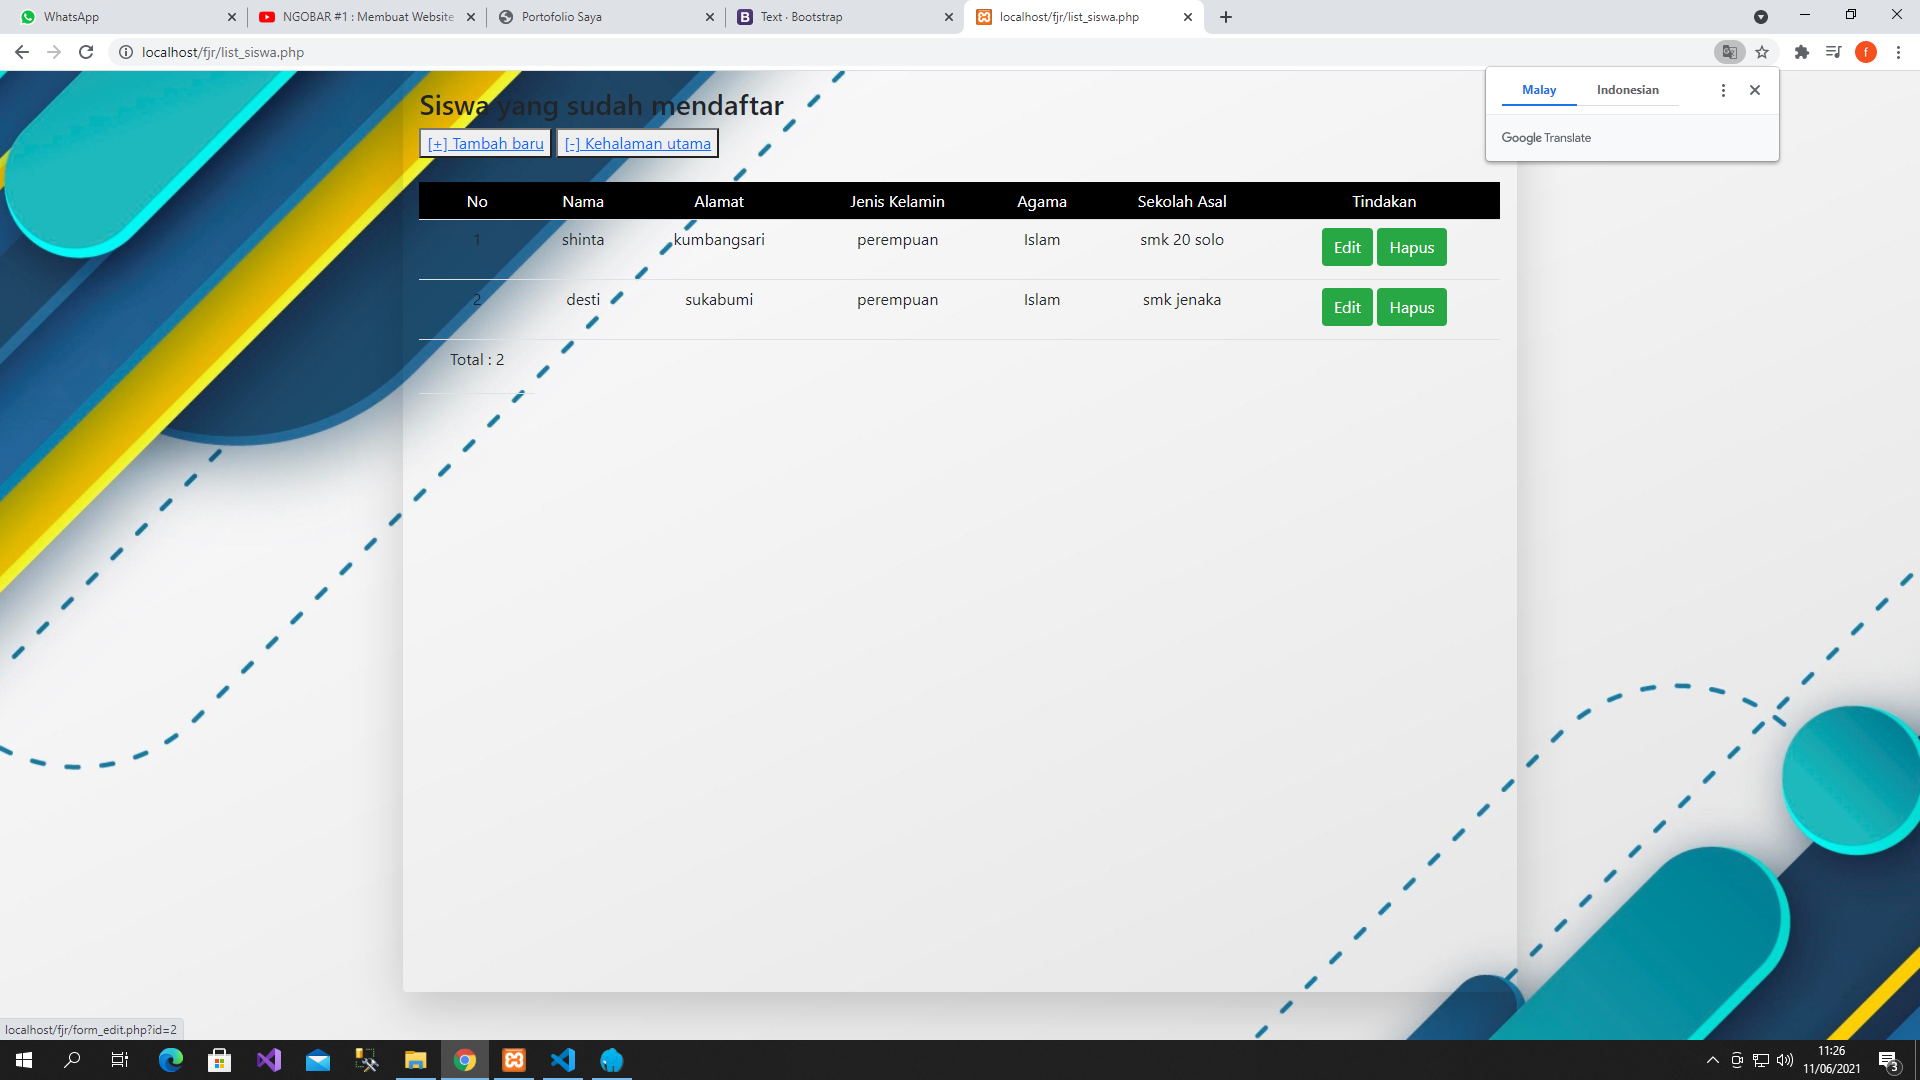 WhatsApp
NGOBAR #1 : Membuat Website
Portofolio Saya
Text · Bootstrap
localhost/fjr/list_siswa.php
localhost/fjr/list_siswa.php
f
Malay Indonesian
Google Translate
Siswa yang sudah mendaftar
[+] Tambah baru [-] Kehalaman utama
No Nama Alamat Jenis Kelamin Agama Sekolah Asal Tindakan
1 shinta kumbangsari perempuan Islam smk 20 solo Edit Hapus
2 desti sukabumi perempuan Islam smk jenaka Edit Hapus
Total : 2
localhost/fjr/form_edit.php?id=2
11:26
11/06/2021
3